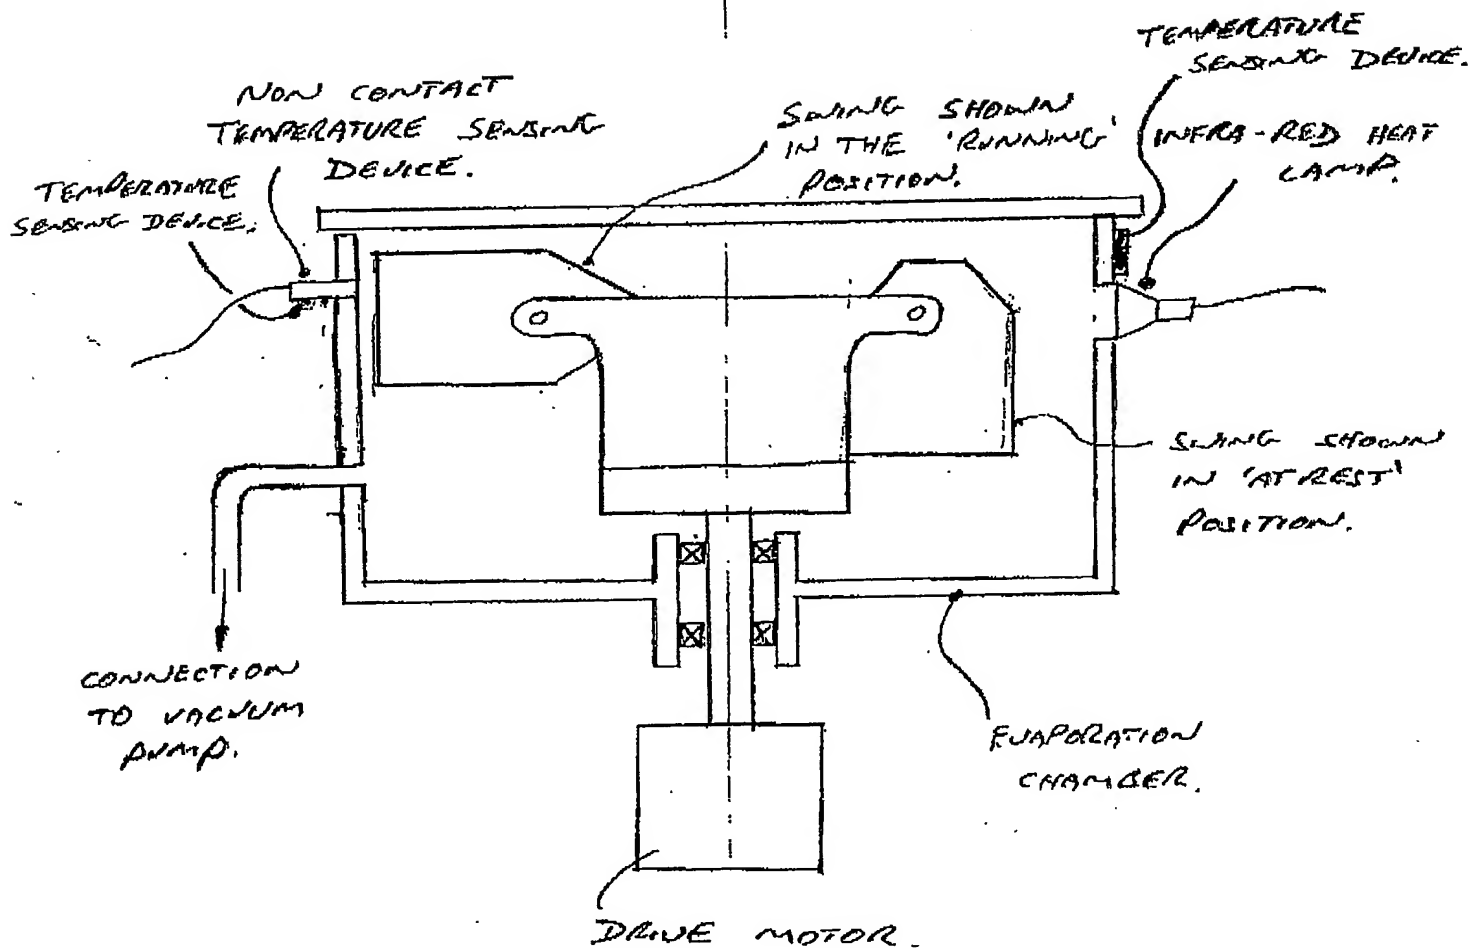 TEMPERATURE
SENSING DEVICE.
NON CONTACT
TEMPERATURE SENSING
DEVICE.
SWING SHOWN
IN THE 'RUNNING'
POSITION.
INFRA-RED HEAT
LAMP.
TEMPERATURE
SENSING DEVICE.
SWING SHOWN
IN 'AT REST'
POSITION.
CONNECTION
TO VACUUM
PUMP.
EVAPORATION
CHAMBER.
DRIVE MOTOR.